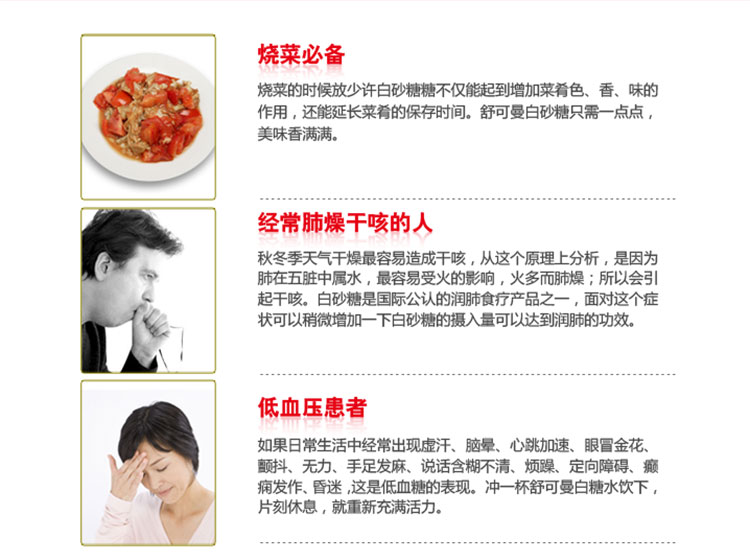 烧菜必备
烧菜的时候放少许白砂糖糖不仅能起到增加菜肴色、香、味的
作用，还能延长菜肴的保存时间。舒可曼白砂糖只需一点点，
美味香满满。
经常肺燥干咳的人
秋冬季天气干燥最容易造成干咳，从这个原理上分析，是因为
肺在五脏中属水，最容易受火的影响，火多而肺燥；所以会引
起干咳。白砂糖是国际公认的润肺食疗产品之一，面对这个症
状可以稍微增加一下白砂糖的摄入量可以达到润肺的功效。
低血压患者
如果日常生活中经常出现虚汗、脑晕、心跳加速、眼冒金花、
颤抖、无力、手足发麻、说话含糊不清、烦躁、定向障碍、癫
痫发作、昏迷，这是低血糖的表现。冲一杯舒可曼白糖水饮下，
片刻休息，就重新充满活力。